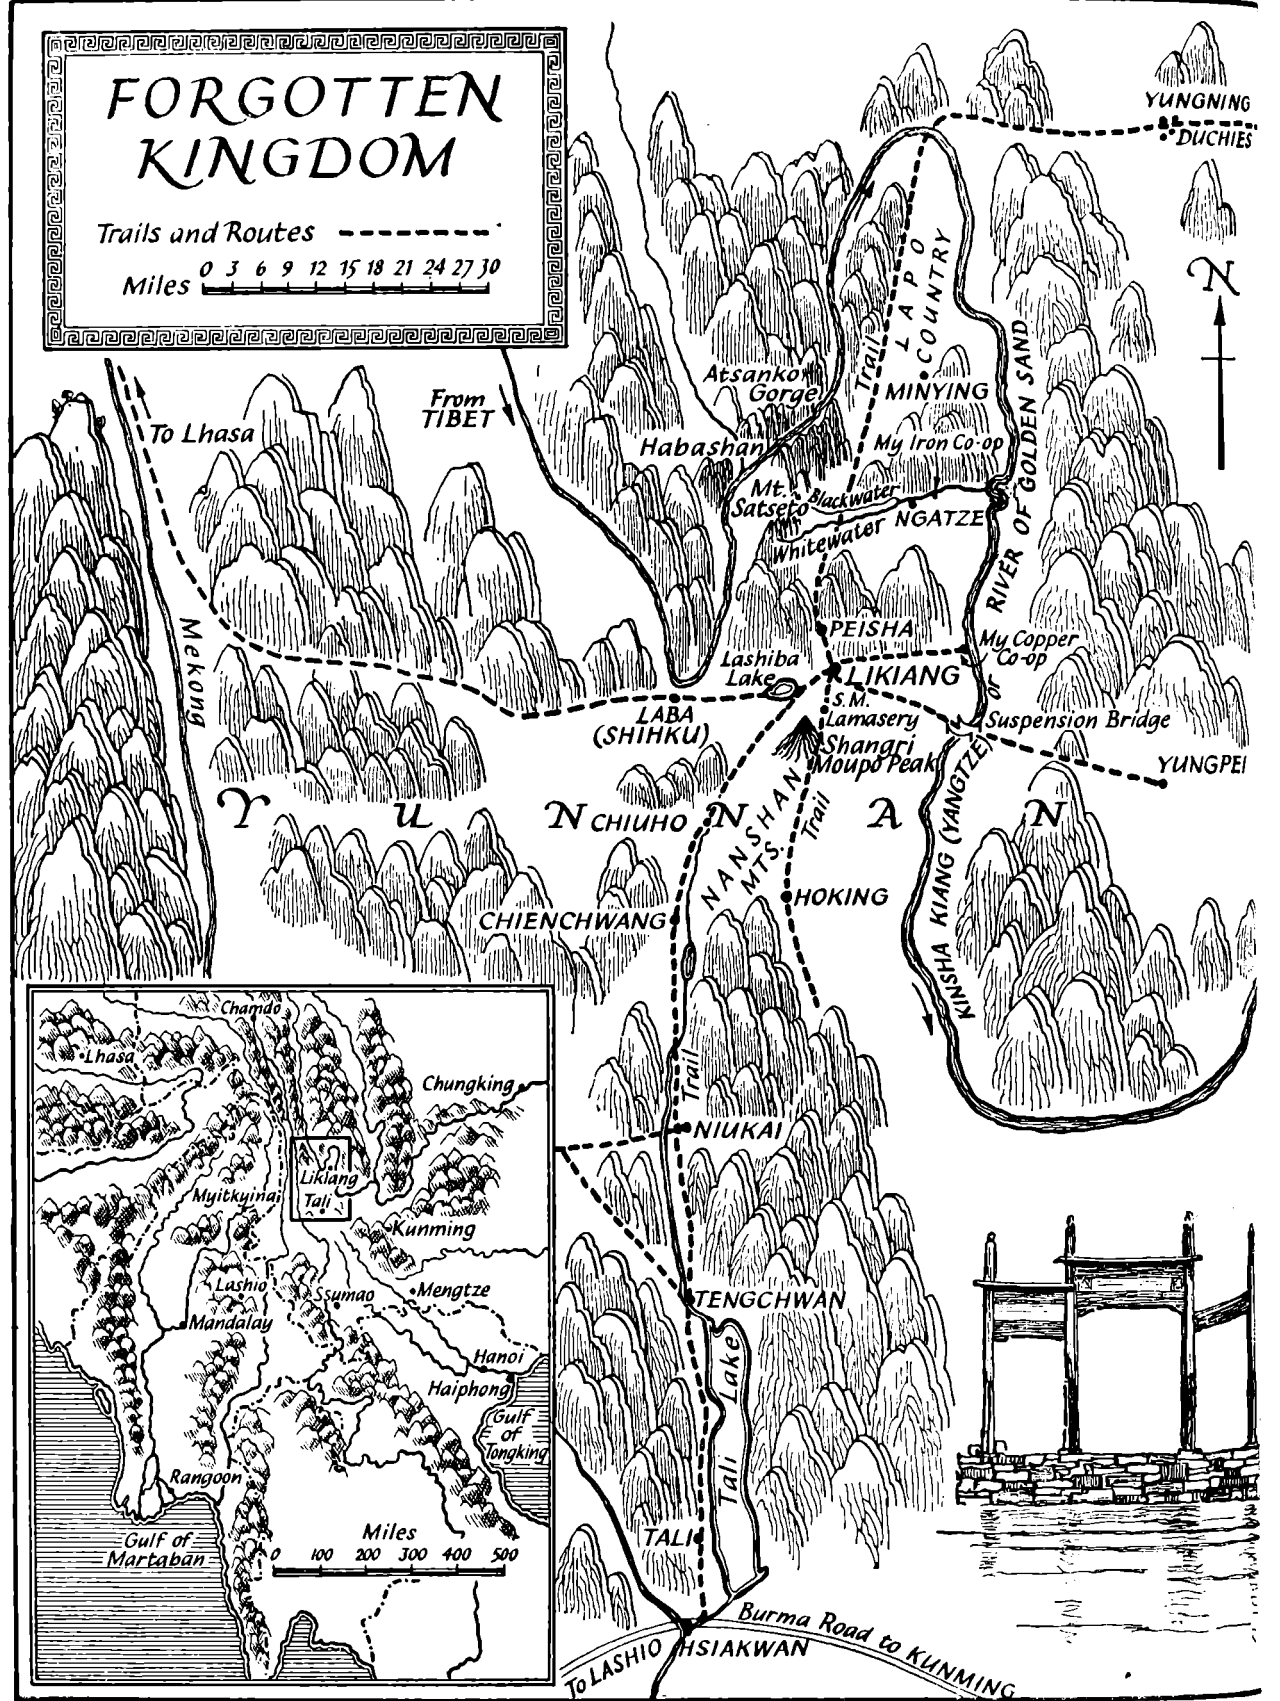 FORGOTTEN
KINGDOM
Trails and Routes
0 3 6 9 12 15 18 21 24 27 30
Miles
YUNGNING
DUCHIES
N
LAPO
COUNTRY
Trail
Atsanko
Gorge
MINYING
From
TIBET
To Lhasa
Habashan
My Iron Co-op
Mt.
Satseto
Blackwater
Whitewater
NGATZE
RIVER OF GOLDEN SAND
or
KINSHA KIANG (YANGTZE)
Mekong
PEISHA
My Copper
Co-op
Lashiba
Lake
LIKIANG
LABA
(SHIHKU)
S.M.
Lamasery
Suspension Bridge
Shangri
Moupo Peak
YUNGPEI
YUNNAN
CHIUHO
NANSHAN
MTS.
Trail
HOKING
CHIENCHWANG
Trail
NIUKAI
TENGCHWAN
Tali Lake
TALI
HSIAKWAN
Burma Road to KUNMING
To LASHIO
Chamdo
Lhasa
Chungking
Likiang
Tali
Myitkyina
Kunming
Lashio
Ssumao
Mengtze
Mandalay
Hanoi
Haiphong
Gulf
of
Tongking
Rangoon
Gulf of
Martaban
Miles
0 100 200 300 400 500